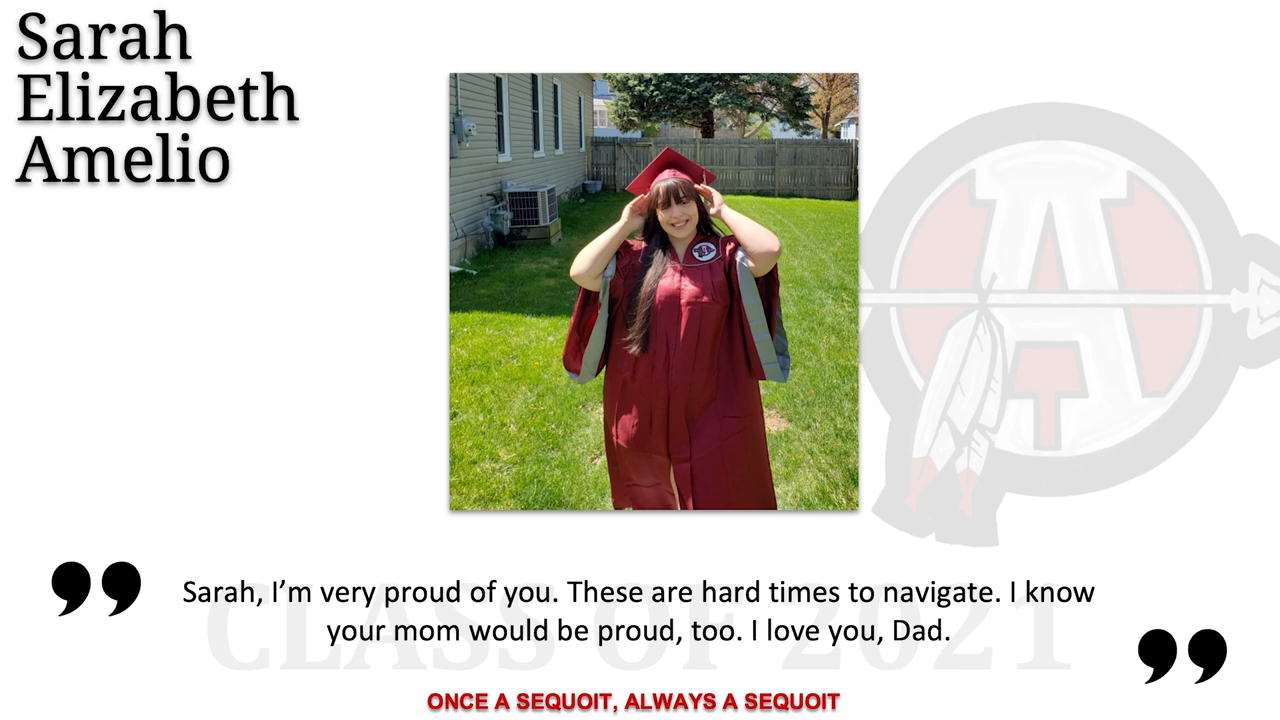 Sarah
Elizabeth
Amelio
A
Sarah, I’m very proud of you. These are hard times to navigate. I know
your mom would be proud, too. I love you, Dad.
CLASS OF 2021
ONCE A SEQUOIT, ALWAYS A SEQUOIT